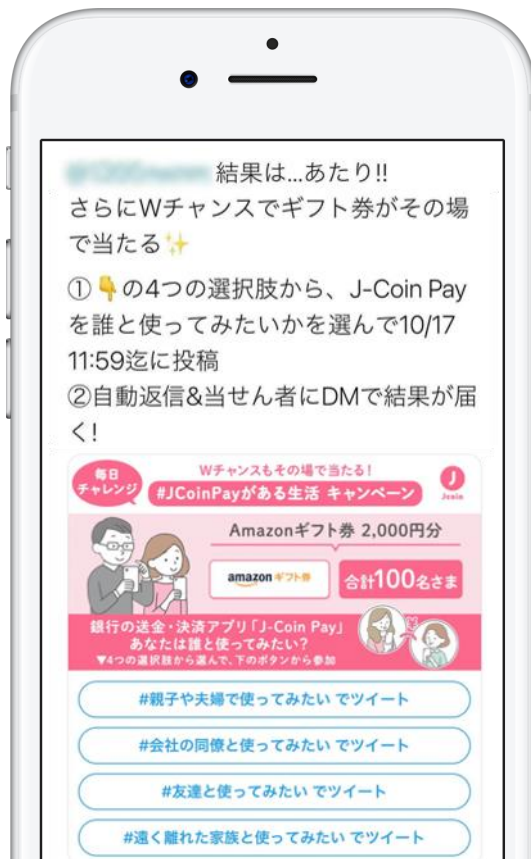 結果は...あたり!!
さらにWチャンスでギフト券がその場
で当たる✨
①👇の4つの選択肢から、J-Coin Pay
を誰と使ってみたいかを選んで10/17
11:59迄に投稿
②自動返信&当せん者にDMで結果が届
く!
毎日
チャレンジ
Wチャンスもその場で当たる!
#JCoinPayがある生活 キャンペーン
J
Jcoin
Amazonギフト券 2,000円分
amazon ギフト券
合計100名さま
銀行の送金・決済アプリ「J-Coin Pay」
あなたは誰と使ってみたい?
▼4つの選択肢から選んで、下のボタンから参加
#親子や夫婦で使ってみたい でツイート
#会社の同僚と使ってみたい でツイート
#友達と使ってみたい でツイート
#遠く離れた家族と使ってみたい でツイート